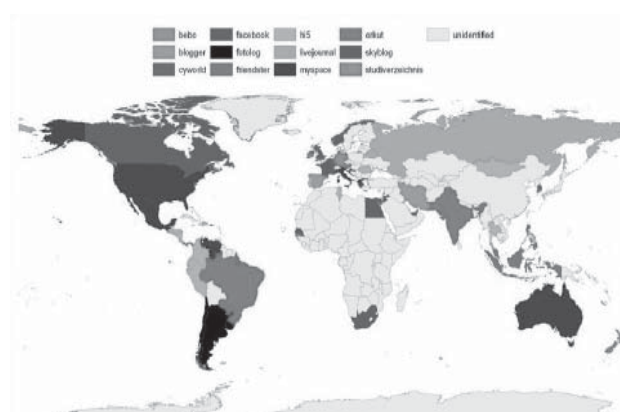 bebo facebook hi5 orkut unidentified
blogger fotolog livejournal skyblog
cyworld friendster myspace studiverzeichnis